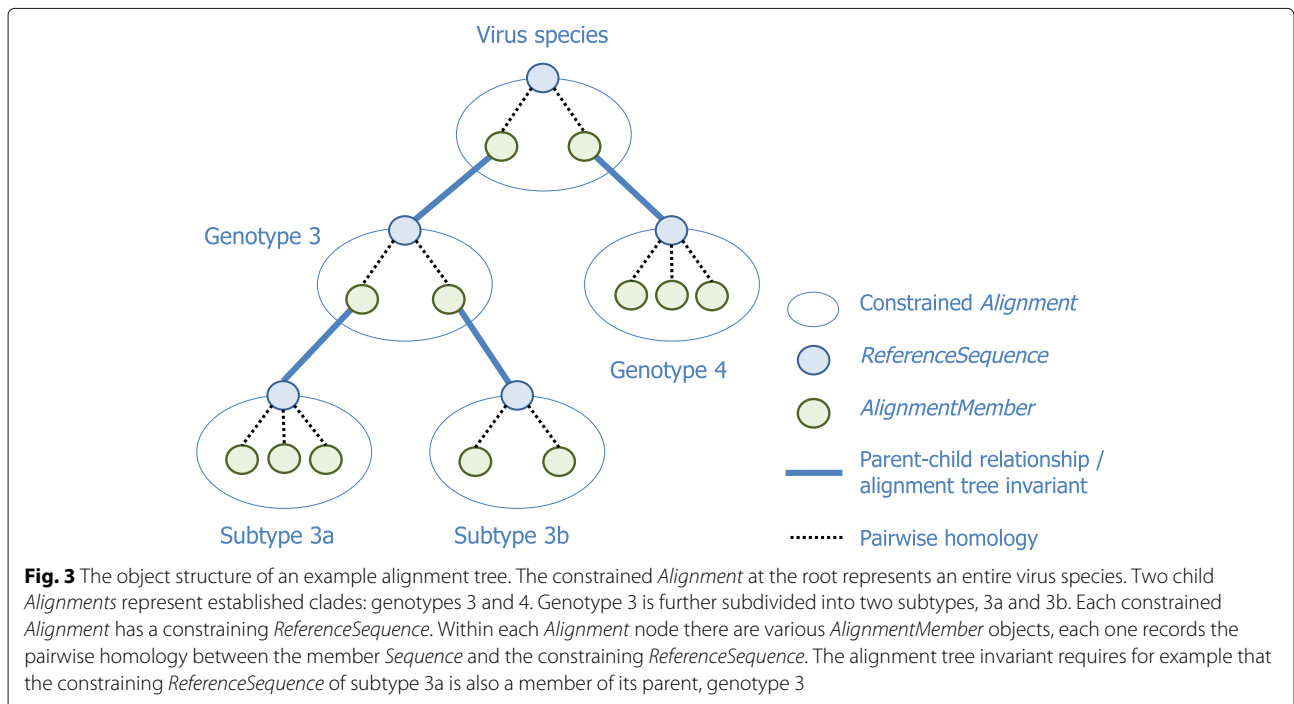 Virus species
Genotype 3
Genotype 4
Subtype 3a
Subtype 3b
Constrained Alignment
ReferenceSequence
AlignmentMember
Parent-child relationship /
alignment tree invariant
Pairwise homology
Fig. 3 The object structure of an example alignment tree. The constrained Alignment at the root represents an entire virus species. Two child
Alignments represent established clades: genotypes 3 and 4. Genotype 3 is further subdivided into two subtypes, 3a and 3b. Each constrained
Alignment has a constraining ReferenceSequence. Within each Alignment node there are various AlignmentMember objects, each one records the
pairwise homology between the member Sequence and the constraining ReferenceSequence. The alignment tree invariant requires for example that
the constraining ReferenceSequence of subtype 3a is also a member of its parent, genotype 3